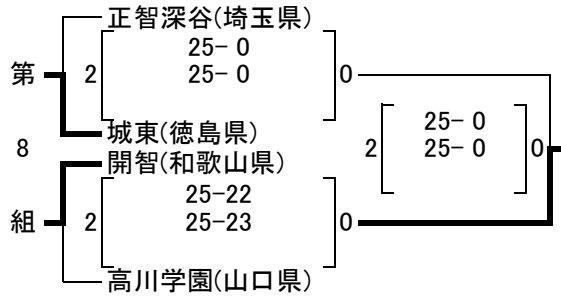 正智深谷(埼玉県)
25- 0
25- 0
第 2 0
城東(徳島県)
25- 0
25- 0
8 2 0
開智(和歌山県)
25-22
25-23
組 2 0
高川学園(山口県)